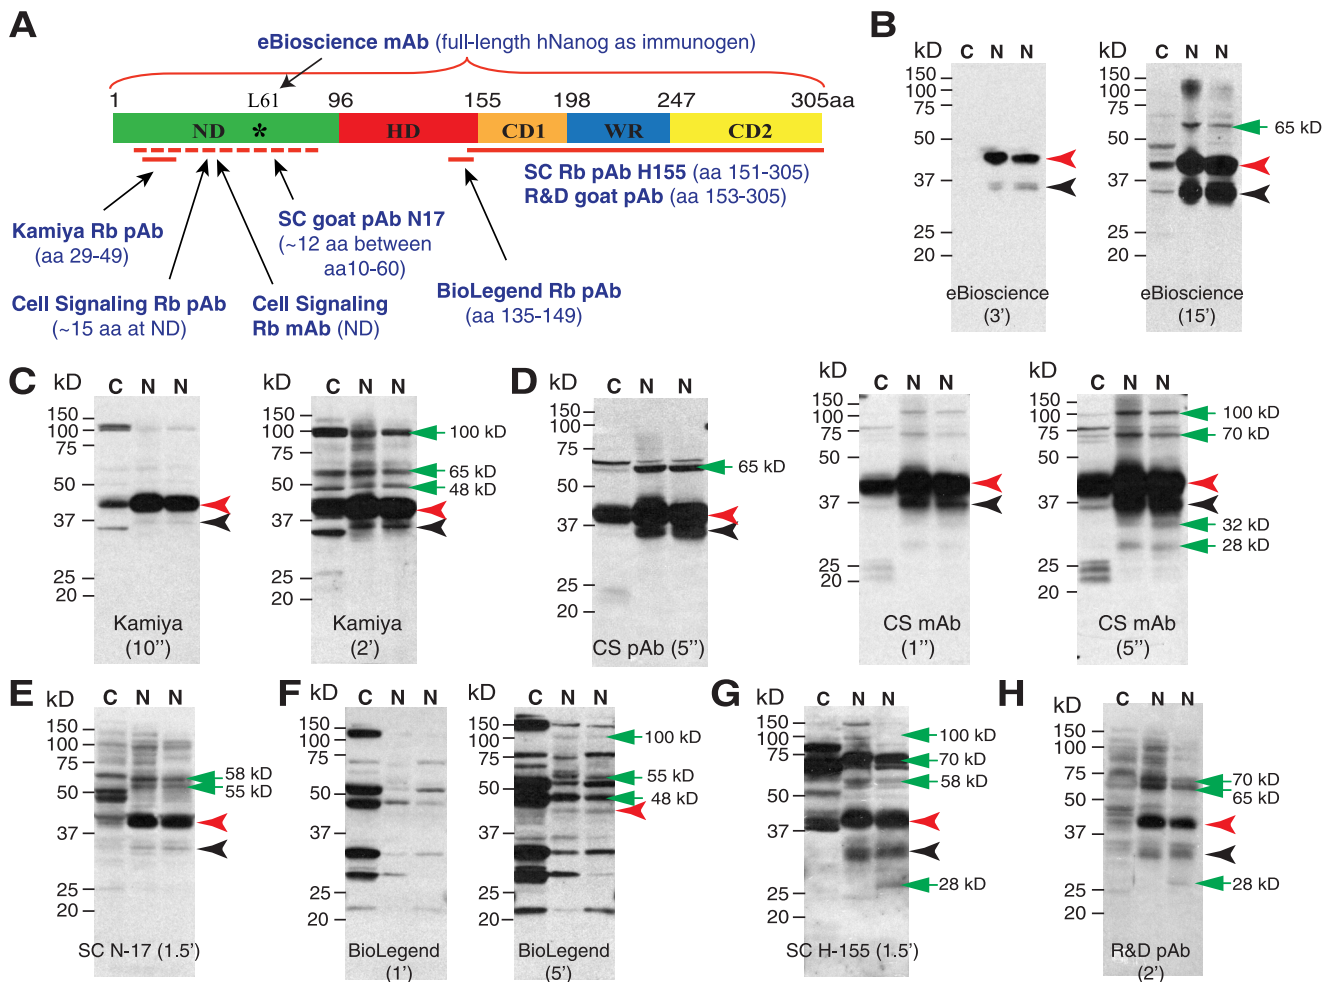 A
eBioscience mAb (full-length hNanog as immunogen)
1 L61 96 155 198 247 305aa
ND * HD CD1 WR CD2
SC Rb pAb H155 (aa 151-305)
R&D goat pAb (aa 153-305)
Kamiya Rb pAb
(aa 29-49)
SC goat pAb N17
(~12 aa between
aa10-60)
Cell Signaling Rb pAb
(~15 aa at ND)
Cell Signaling
Rb mAb (ND)
BioLegend Rb pAb
(aa 135-149)
B
kD C N N
150
100
75
50
37
25
20
eBioscience
(3')
kD C N N
150
100
75
50
37
25
20
65 kD
eBioscience
(15')
C
kD C N N
150
100
75
50
37
25
20
Kamiya
(10'')
kD C N N
150
100
75
50
37
25
20
100 kD
65 kD
48 kD
Kamiya
(2')
D
kD C N N
150
100
75
50
37
25
20
65 kD
CS pAb (5'')
kD C N N
150
100
75
50
37
25
20
CS mAb
(1'')
kD C N N
150
100
75
50
37
25
20
100 kD
70 kD
32 kD
28 kD
CS mAb
(5'')
E
kD C N N
150
100
75
50
37
25
20
58 kD
55 kD
SC N-17 (1.5')
F
kD C N N
150
100
75
50
37
25
20
BioLegend
(1')
kD C N N
150
100
75
50
37
25
20
100 kD
55 kD
48 kD
BioLegend
(5')
G
kD C N N
150
100
75
50
37
25
20
100 kD
70 kD
58 kD
28 kD
SC H-155 (1.5')
H
kD C N N
150
100
75
50
37
25
20
70 kD
65 kD
28 kD
R&D pAb
(2')